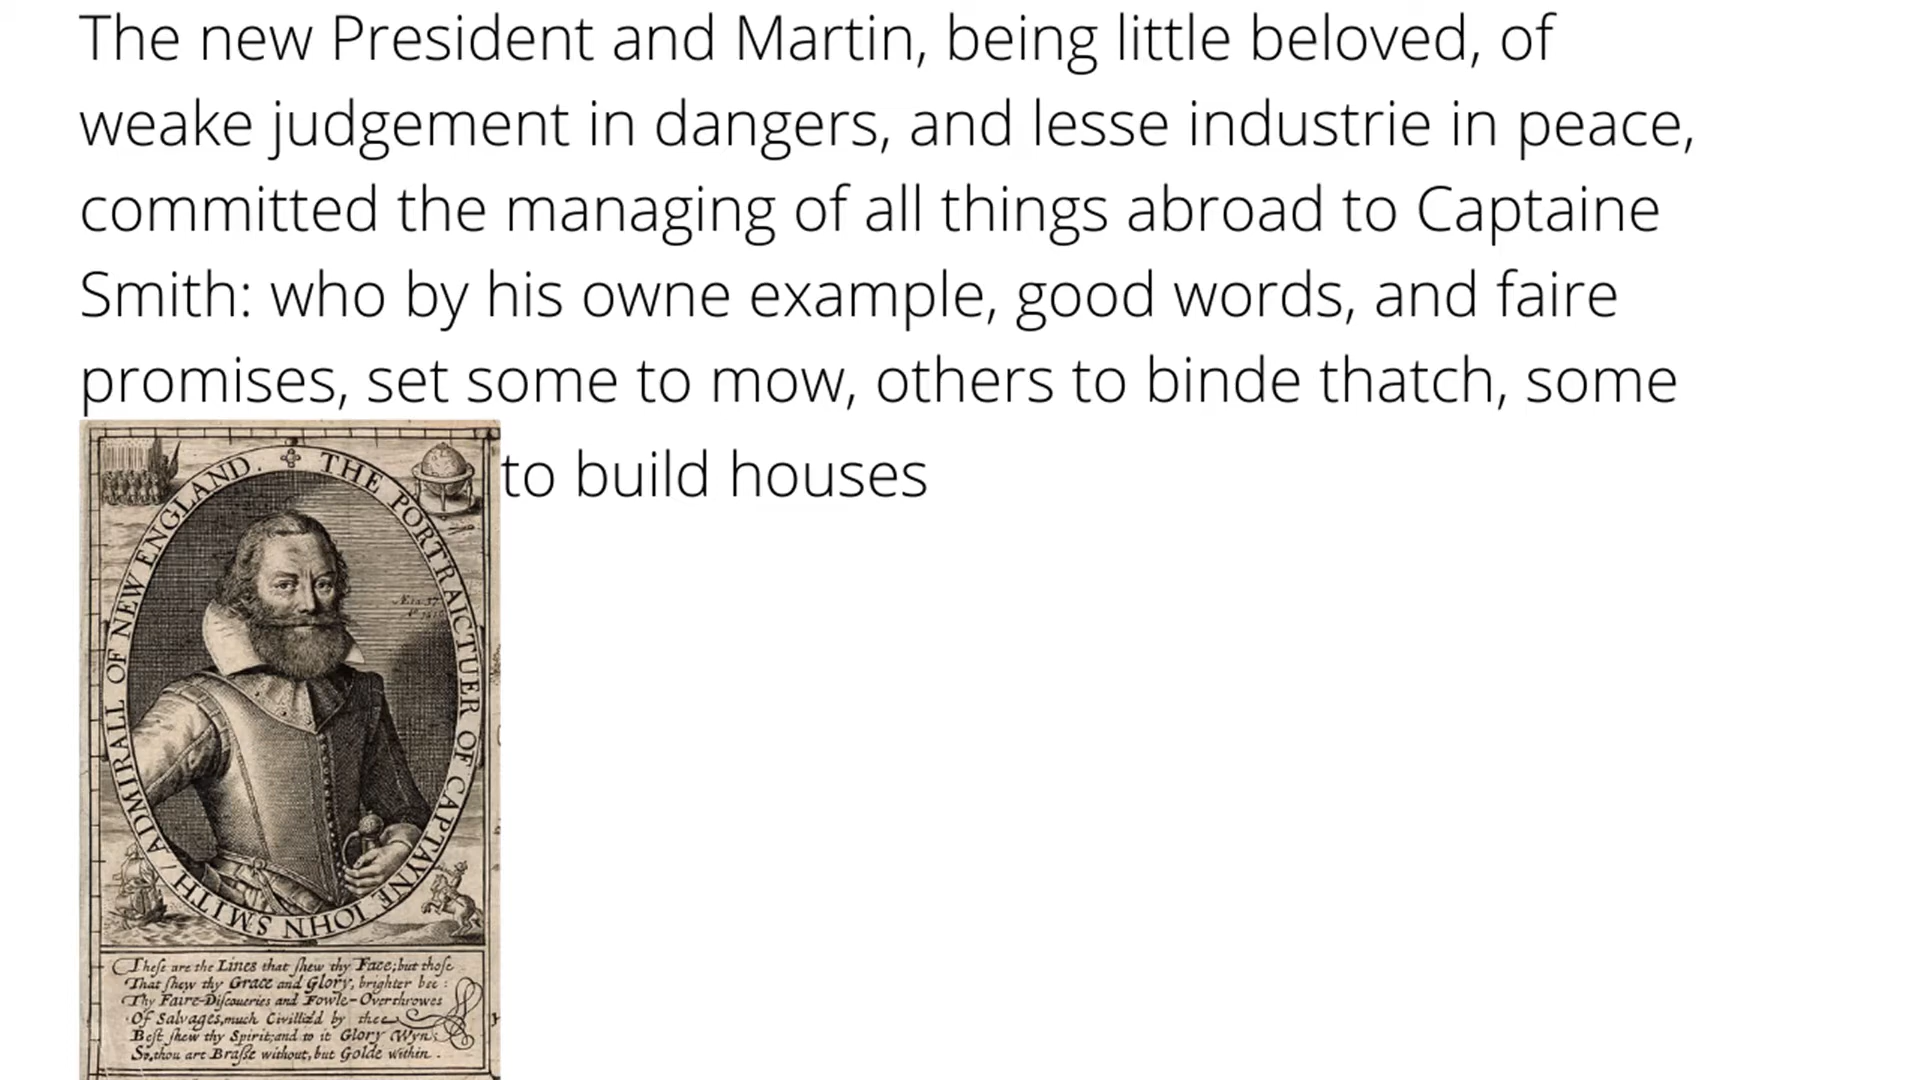 The new President and Martin, being little beloved, of
weake judgement in dangers, and lesse industrie in peace,
committed the managing of all things abroad to Captaine
Smith: who by his owne example, good words, and faire
promises, set some to mow, others to binde thatch, some
to build houses
THE PORTRAICTUER OF CAPTAYNE IOHN SMITH / ADMIRALL OF NEW ENGLAND.
These are the Lines that shew thy Face; but those
That shew thy Grace and Glory, brighter bee :
Thy Faire-Discoueries and Fowle-Overthrowes
Of Salvages, much Civilliz'd by thee
Best shew thy Spirit; and to it Glory Wyn;
So, thou art Brasse without, but Golde within .